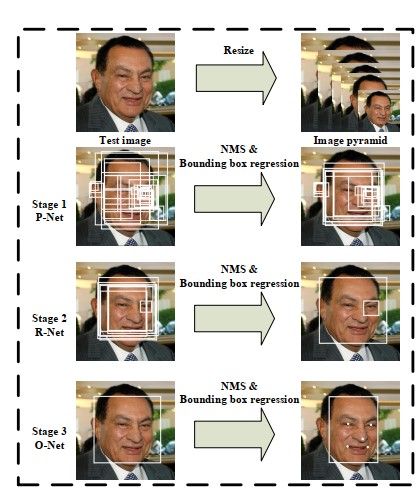 Resize
Test image
Image pyramid
Stage 1
P-Net
NMS &
Bounding box regression
Stage 2
R-Net
NMS &
Bounding box regression
Stage 3
O-Net
NMS &
Bounding box regression